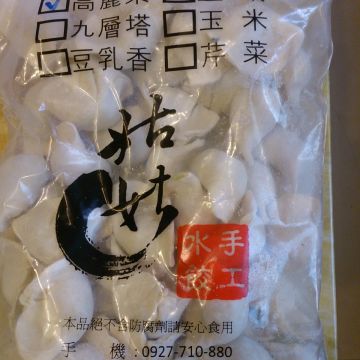 高麗菜
九層塔 玉米
豆乳香 芹菜
姑姑
手工
水餃
本品絕不含防腐劑請安心食用
手機:0927-710-880